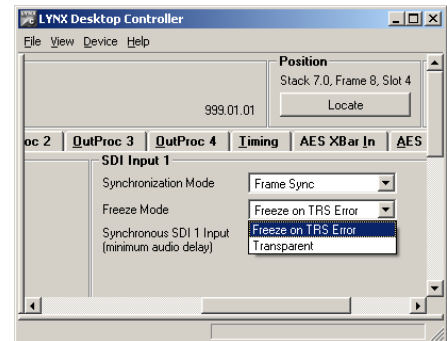 LYNX Desktop Controller
File View Device Help
Position
Stack 7.0, Frame 8, Slot 4
999.01.01
Locate
oc 2
OutProc 3
OutProc 4
Timing
AES XBar In
AES
SDI Input 1
Synchronization Mode
Frame Sync
Freeze Mode
Freeze on TRS Error
Freeze on TRS Error
Transparent
Synchronous SDI 1 Input
(minimum audio delay)